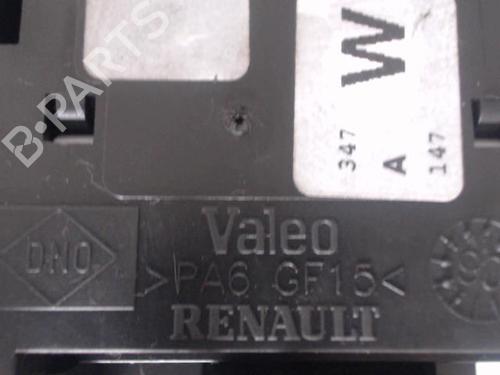 W
347
A
147
Valeo
DNO
>PA6 GF15<
RENAULT
B-PARTS